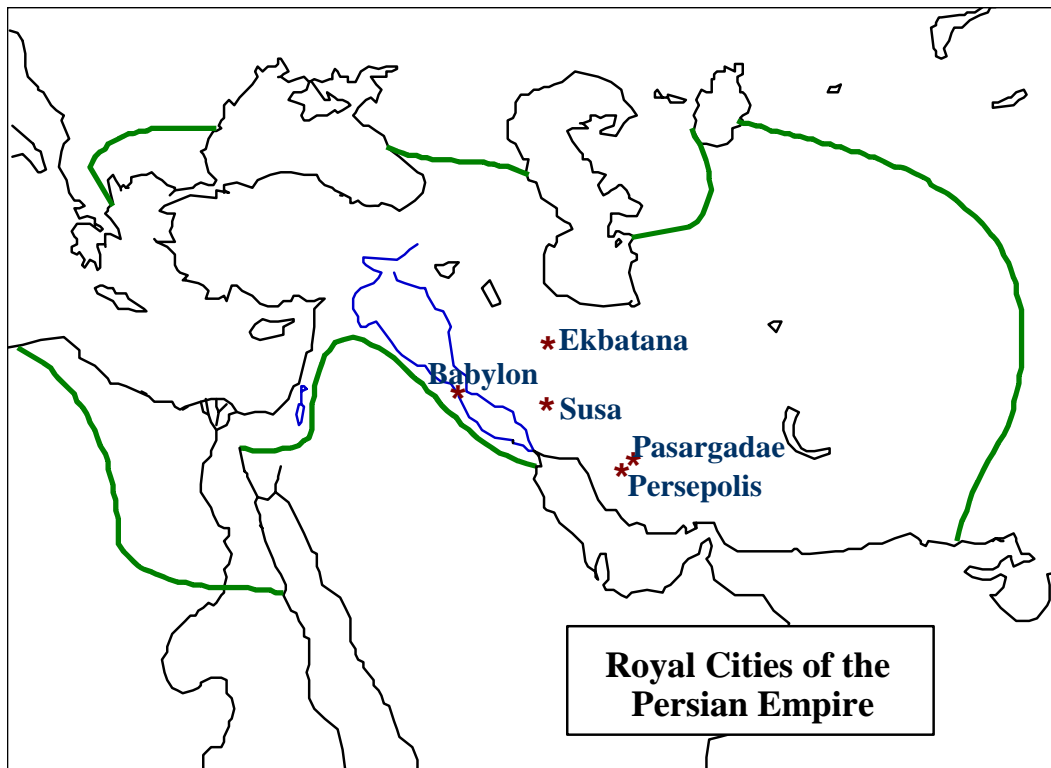 Ekbatana
Babylon
Susa
Pasargadae
Persepolis
Royal Cities of the
Persian Empire